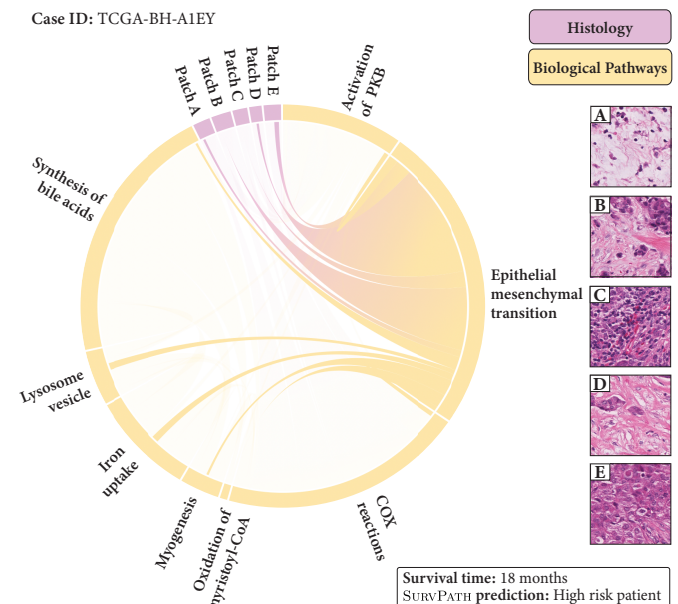 Case ID: TCGA-BH-A1EY
Histology
Biological Pathways
Patch A
Patch B
Patch C
Patch D
Patch E
Activation
of PKB
Epithelial
mesenchymal
transition
COX
reactions
Oxidation of
myristoyl-CoA
Myogenesis
Iron
uptake
Lysosome
vesicle
Synthesis of
bile acids
A
B
C
D
E
Survival time: 18 months
SURVPATH prediction: High risk patient